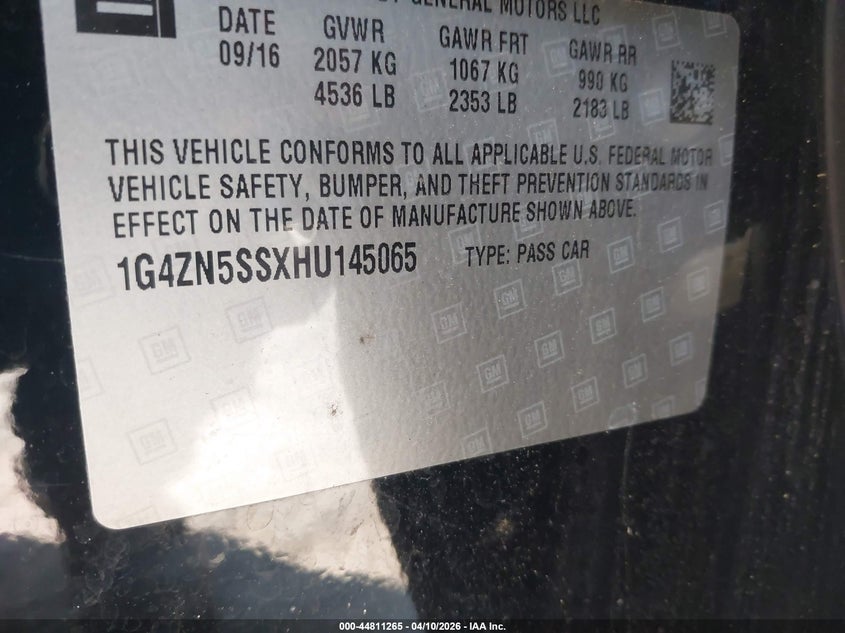 GENERAL MOTORS LLC
DATE GVWR GAWR FRT GAWR RR
09/16 2057 KG 1067 KG 990 KG
4536 LB 2353 LB 2183 LB
THIS VEHICLE CONFORMS TO ALL APPLICABLE U.S. FEDERAL MOTOR
VEHICLE SAFETY, BUMPER, AND THEFT PREVENTION STANDARDS IN
EFFECT ON THE DATE OF MANUFACTURE SHOWN ABOVE.
1G4ZN5SSXHU145065 TYPE: PASS CAR
000-44811265 - 04/10/2026 - IAA Inc.